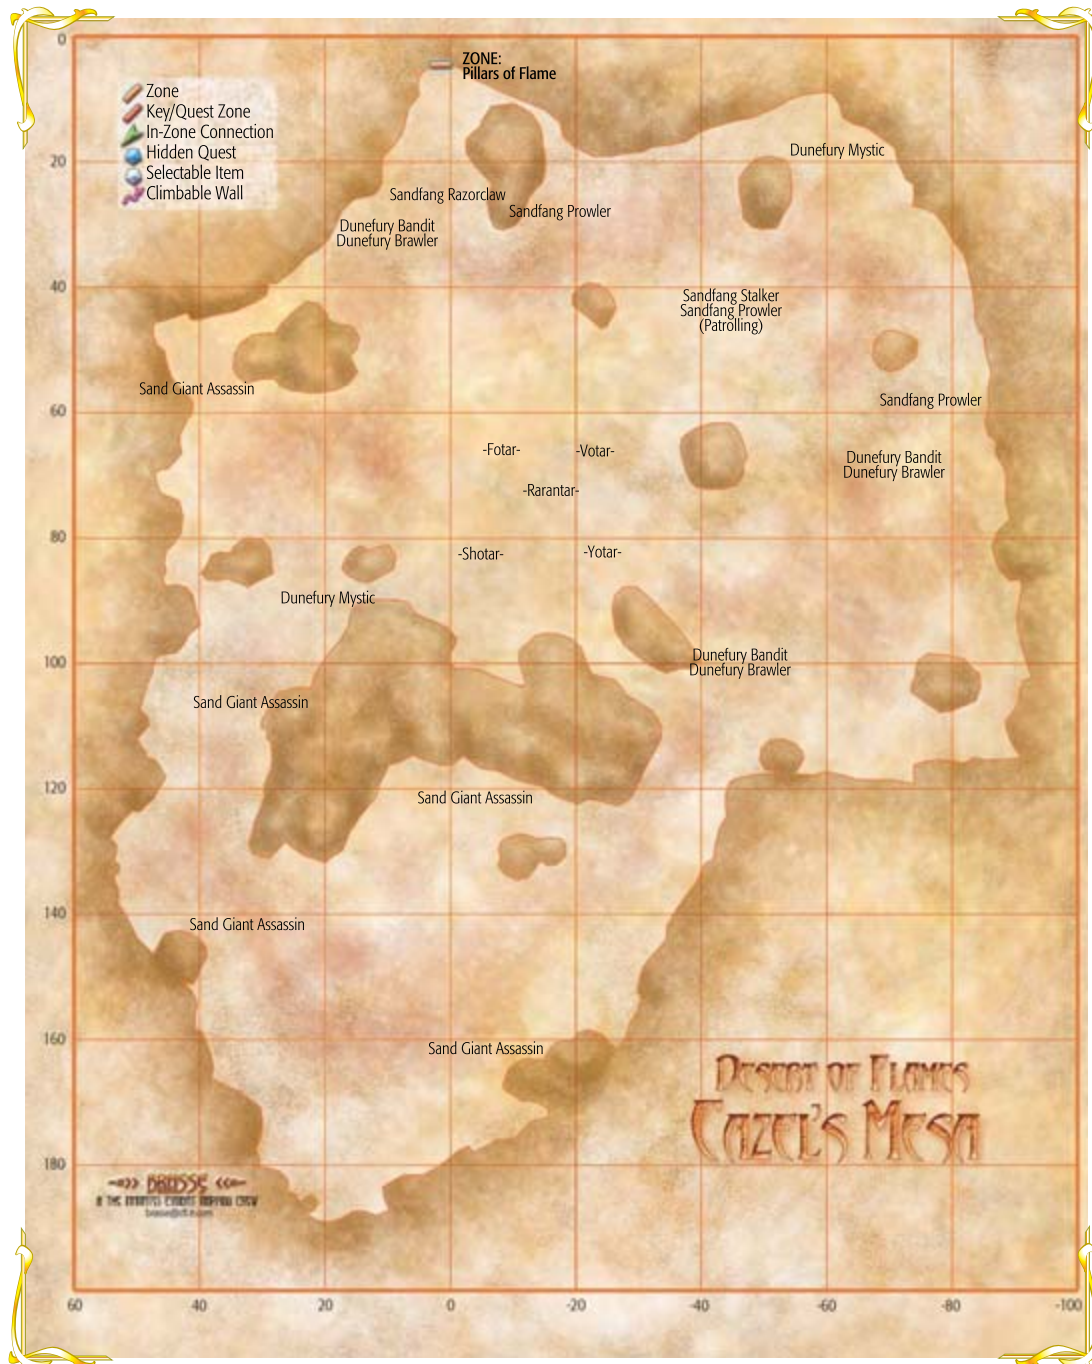 0
ZONE:
Pillars of Flame
Zone
Key/Quest Zone
In-Zone Connection
Hidden Quest
Selectable Item
Climbable Wall
Dunefury Mystic
20
Sandfang Razorclaw
Sandfang Prowler
Dunefury Bandit
Dunefury Brawler
40
Sandfang Stalker
Sandfang Prowler
(Patrolling)
Sand Giant Assassin
Sandfang Prowler
60
-Fotar-
-Votar-
Dunefury Bandit
Dunefury Brawler
-Rarantar-
80
-Shotar-
-Yotar-
Dunefury Mystic
100
Dunefury Bandit
Dunefury Brawler
Sand Giant Assassin
120
Sand Giant Assassin
140
Sand Giant Assassin
160
Sand Giant Assassin
Desert of Flames
Cazel's Mesa
180
60 40 20 0 -20 -40 -60 -80 -100